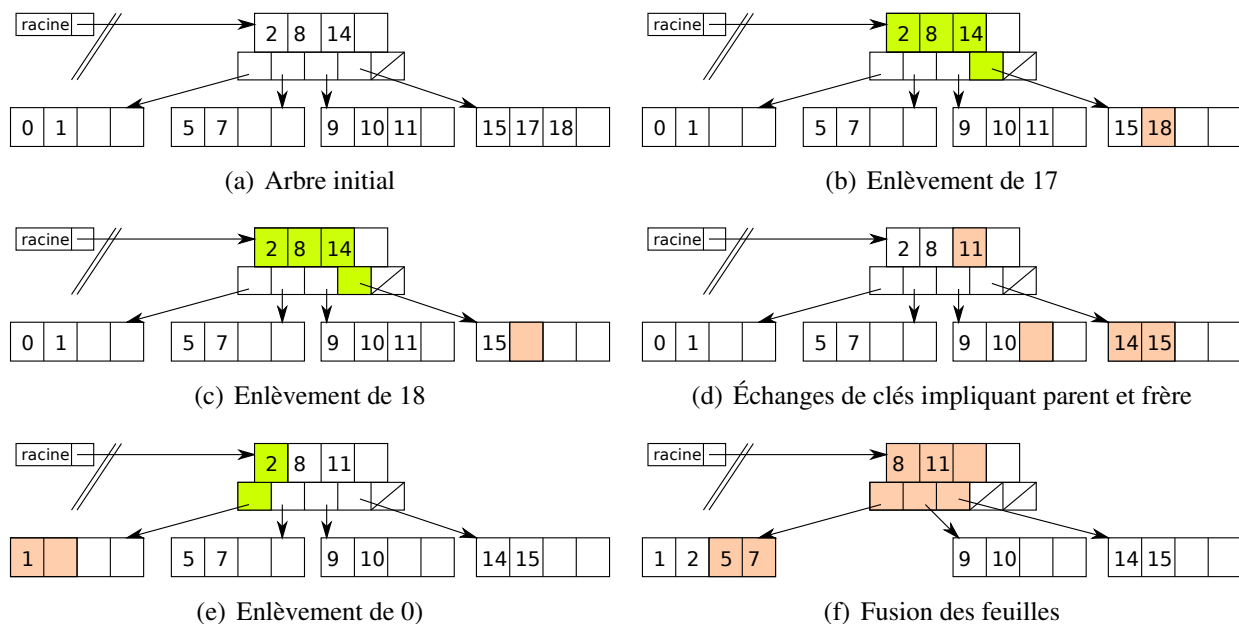 racine 2 8 14
0 1 5 7 9 10 11 15 17 18
(a) Arbre initial
racine 2 8 14
0 1 5 7 9 10 11 15 18
(b) Enlèvement de 17
racine 2 8 14
0 1 5 7 9 10 11 15
(c) Enlèvement de 18
racine 2 8 11
0 1 5 7 9 10 14 15
(d) Échanges de clés impliquant parent et frère
racine 2 8 11
1 5 7 9 10 14 15
(e) Enlèvement de 0)
racine 8 11
1 2 5 7 9 10 14 15
(f) Fusion des feuilles